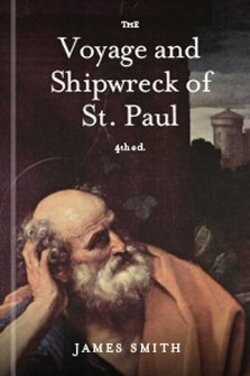 THE
Voyage and
Shipwreck of
St. Paul
4th ed.
JAMES SMITH